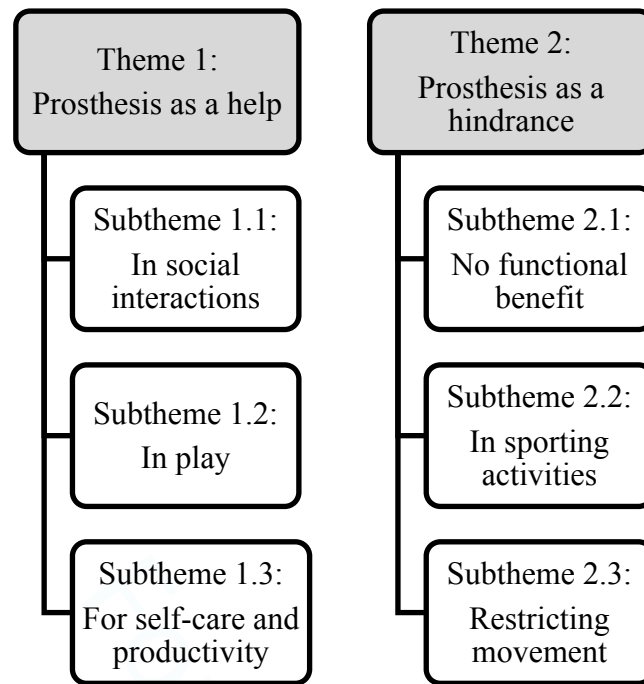 Theme 1:
Prosthesis as a help
Subtheme 1.1:
In social
interactions
Subtheme 1.2:
In play
Subtheme 1.3:
For self-care and
productivity
Theme 2:
Prosthesis as a
hindrance
Subtheme 2.1:
No functional
benefit
Subtheme 2.2:
In sporting
activities
Subtheme 2.3:
Restricting
movement